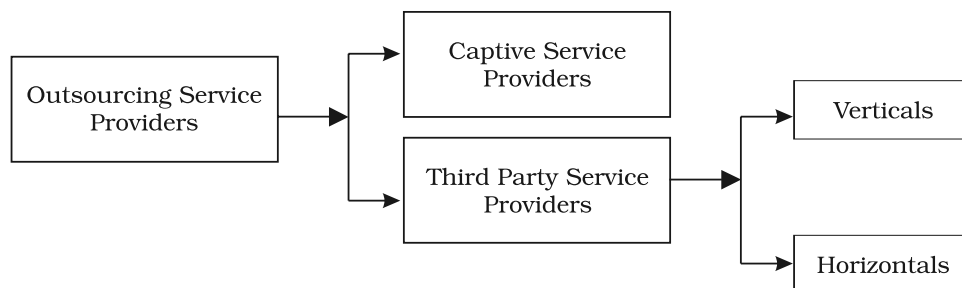 Outsourcing Service
Providers
Captive Service
Providers
Third Party Service
Providers
Verticals
Horizontals